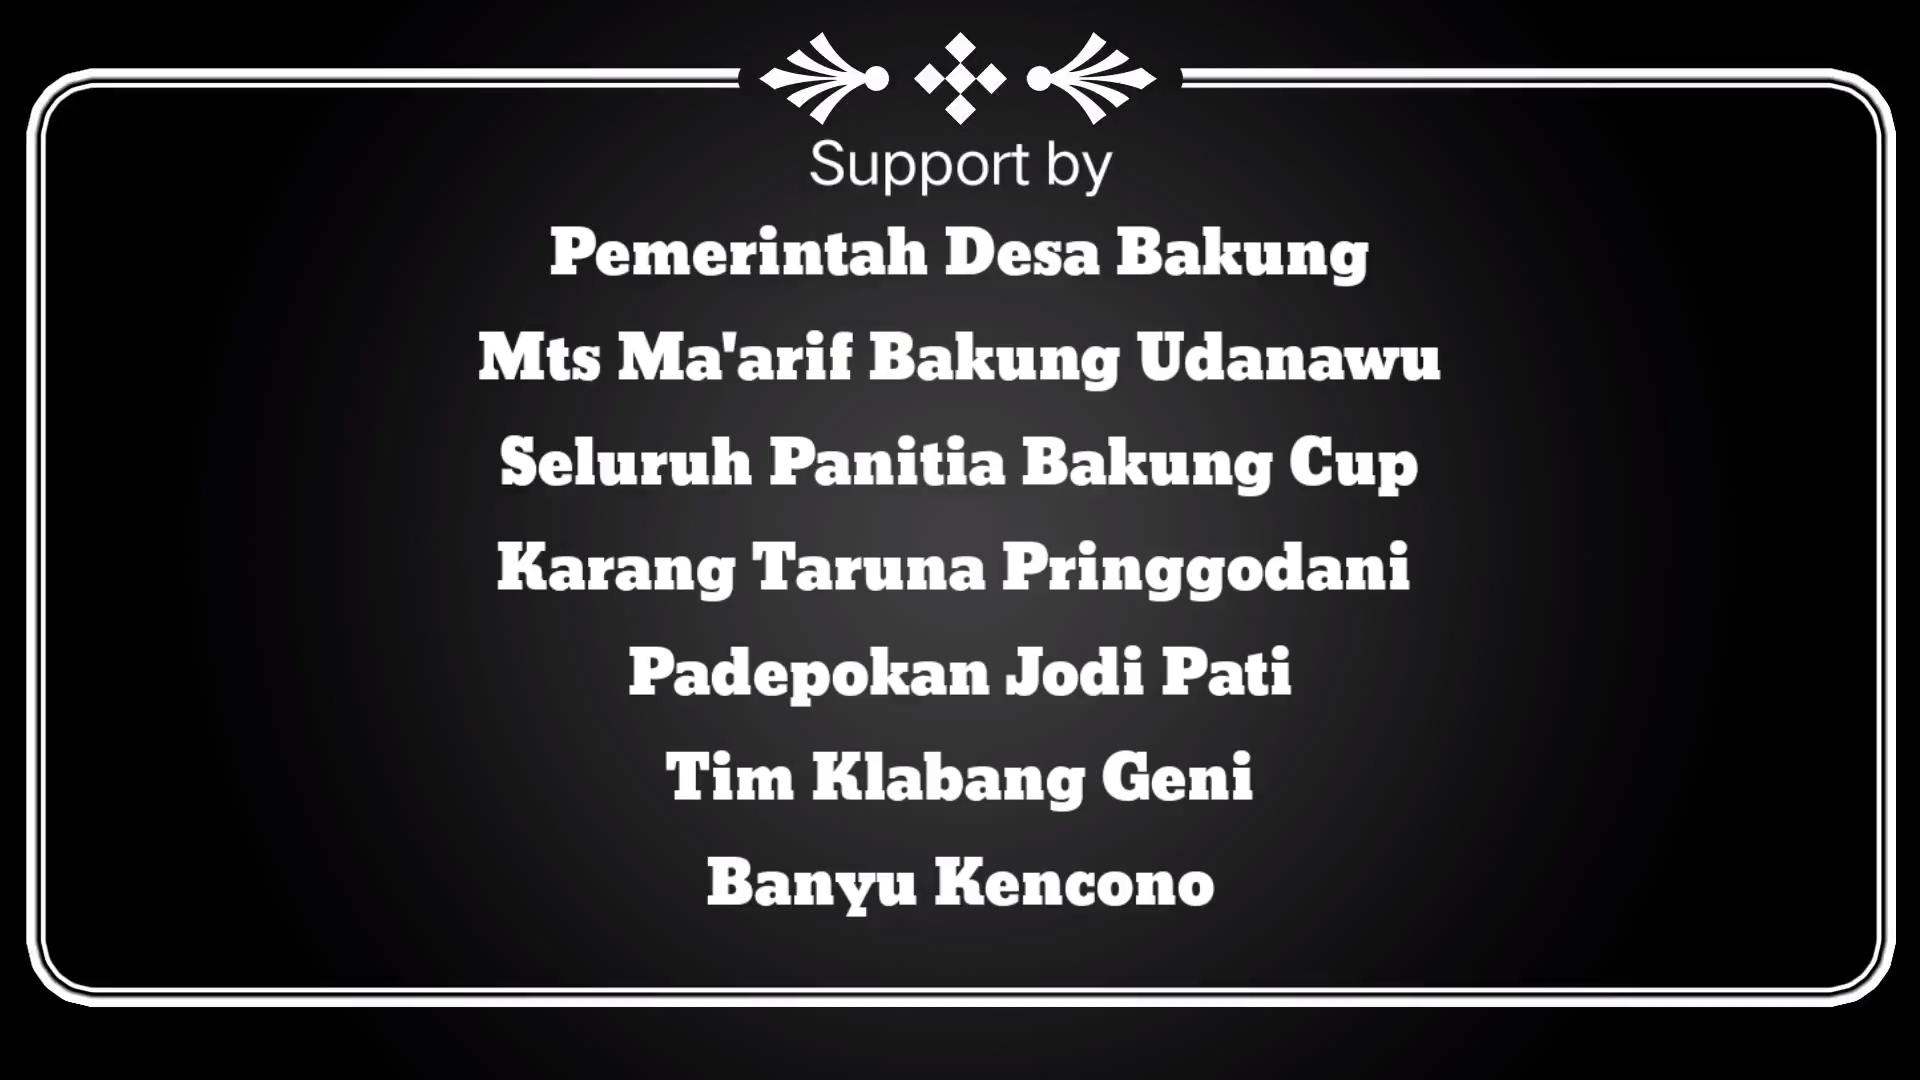 Support by
Pemerintah Desa Bakung
Mts Ma'arif Bakung Udanawu
Seluruh Panitia Bakung Cup
Karang Taruna Pringgodani
Padepokan Jodi Pati
Tim Klabang Geni
Banyu Kencono